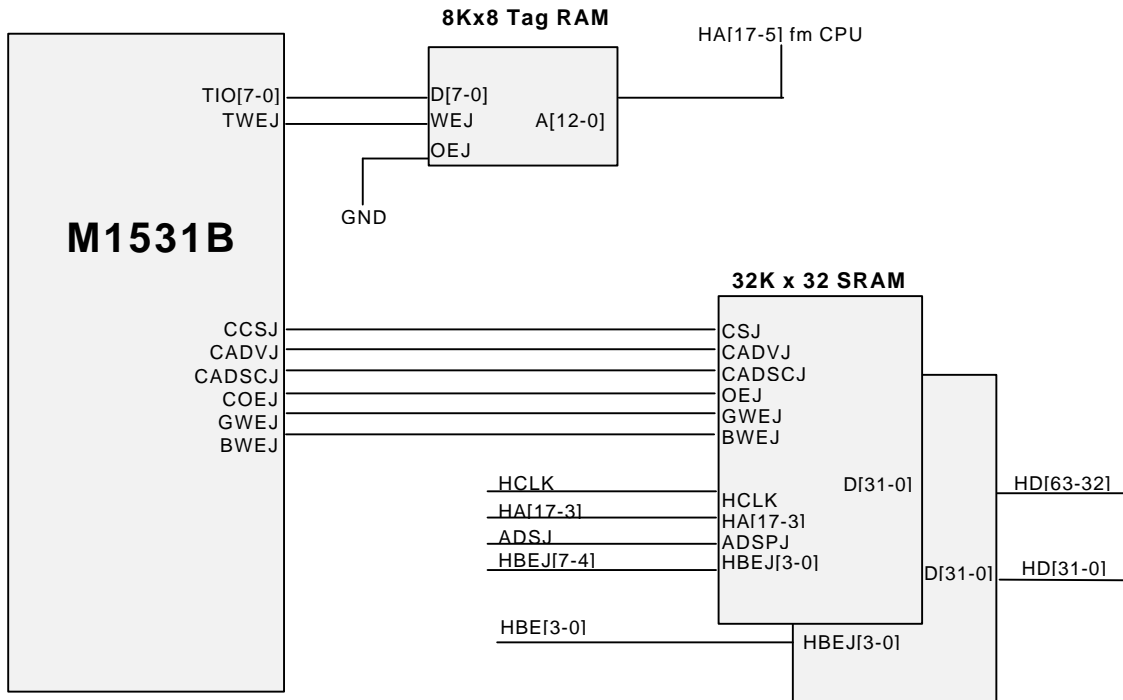 8Kx8 Tag RAM
HA[17-5] fm CPU
TIO[7-0]
TWEJ
D[7-0]
WEJ
OEJ
A[12-0]
GND
M1531B
32K x 32 SRAM
CCSJ
CADVJ
CADSCJ
COEJ
GWEJ
BWEJ
CSJ
CADVJ
CADSCJ
OEJ
GWEJ
BWEJ
D[31-0]
HCLK
HA[17-3]
ADSJ
HBEJ[7-4]
HCLK
HA[17-3]
ADSPJ
HBEJ[3-0]
HD[63-32]
D[31-0]
HD[31-0]
HBE[3-0]
HBEJ[3-0]